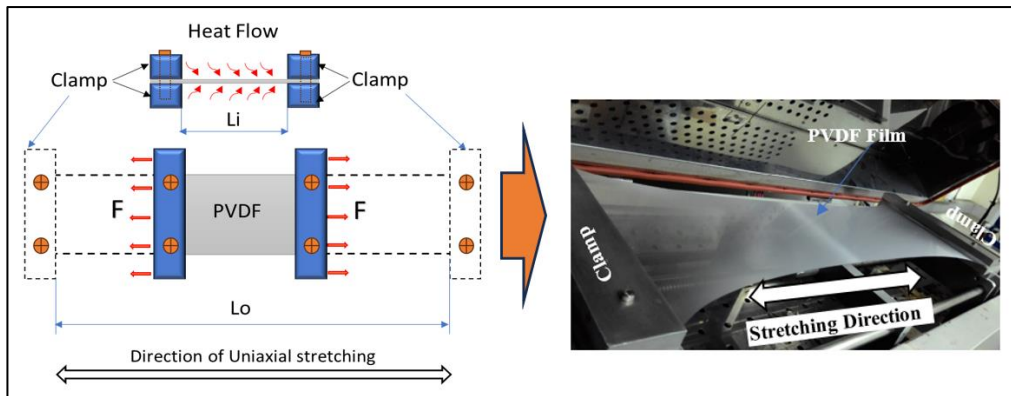 Heat Flow
Clamp
Clamp
Li
F
PVDF
F
Lo
Direction of Uniaxial stretching
PVDF Film
Clamp
Clamp
Stretching Direction